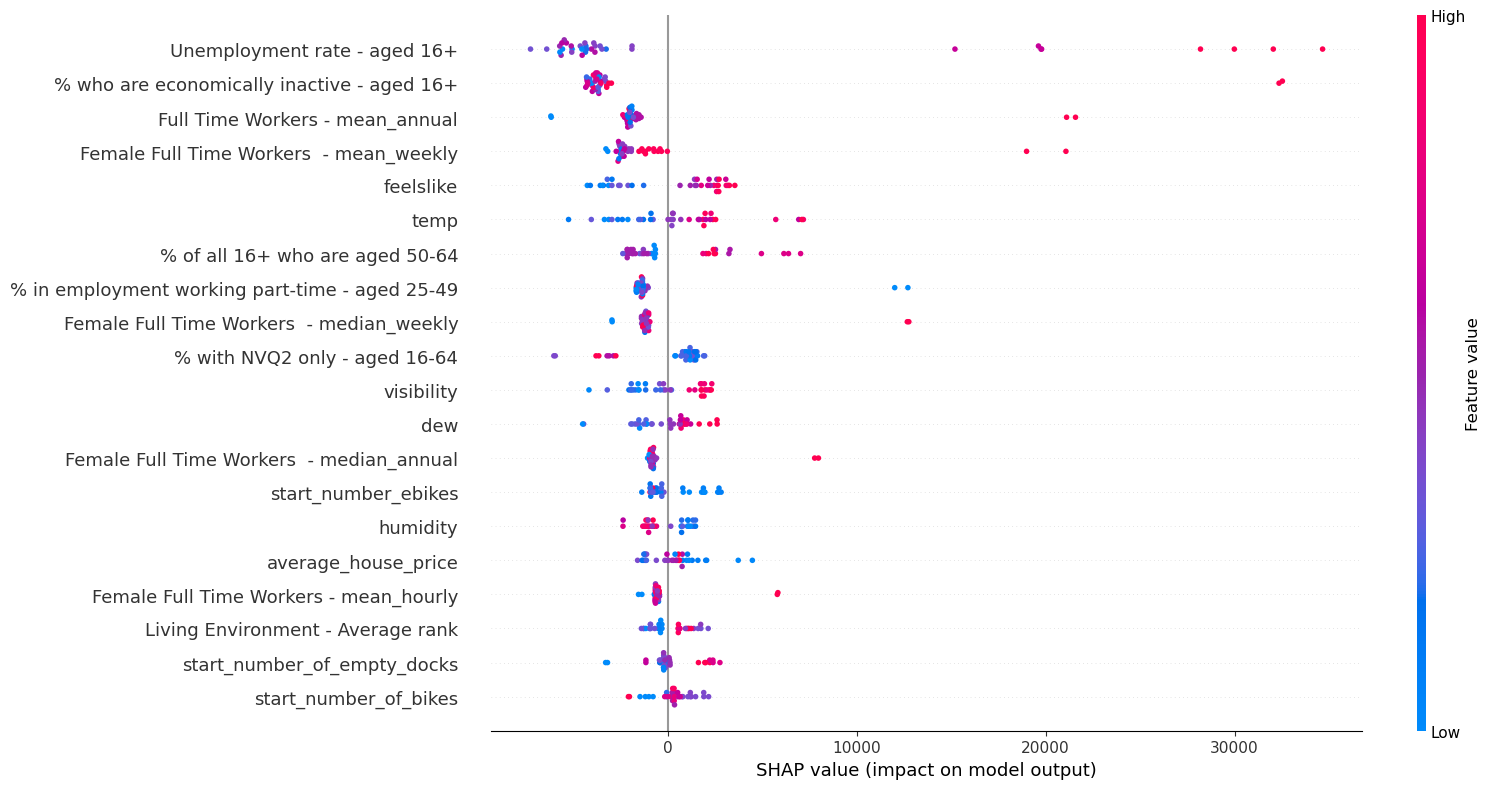 High
Unemployment rate - aged 16+
% who are economically inactive - aged 16+
Full Time Workers - mean_annual
Female Full Time Workers  - mean_weekly
feelslike
temp
% of all 16+ who are aged 50-64
% in employment working part-time - aged 25-49
Female Full Time Workers  - median_weekly
% with NVQ2 only - aged 16-64
visibility
dew
Female Full Time Workers  - median_annual
start_number_ebikes
humidity
average_house_price
Female Full Time Workers - mean_hourly
Living Environment - Average rank
start_number_of_empty_docks
start_number_of_bikes
Feature value
Low
0 10000 20000 30000
SHAP value (impact on model output)